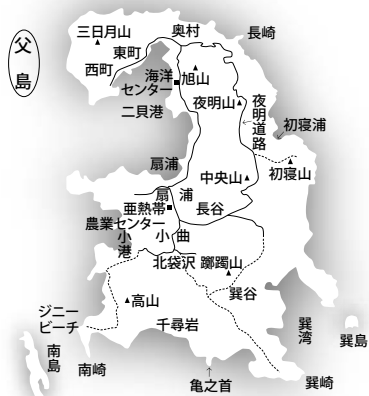 父島
三日月山
奥村
長崎
東町
西町
海洋
センター
旭山
二貝港
夜明山
夜明道路
初寝浦
扇浦
中央山
初寝山
扇浦
亜熱帯
農業センター
長谷
小港
小曲
北袋沢
躑躅山
巽谷
ジニー
ビーチ
高山
千尋岩
巽湾
巽島
南島
南崎
亀之首
巽崎